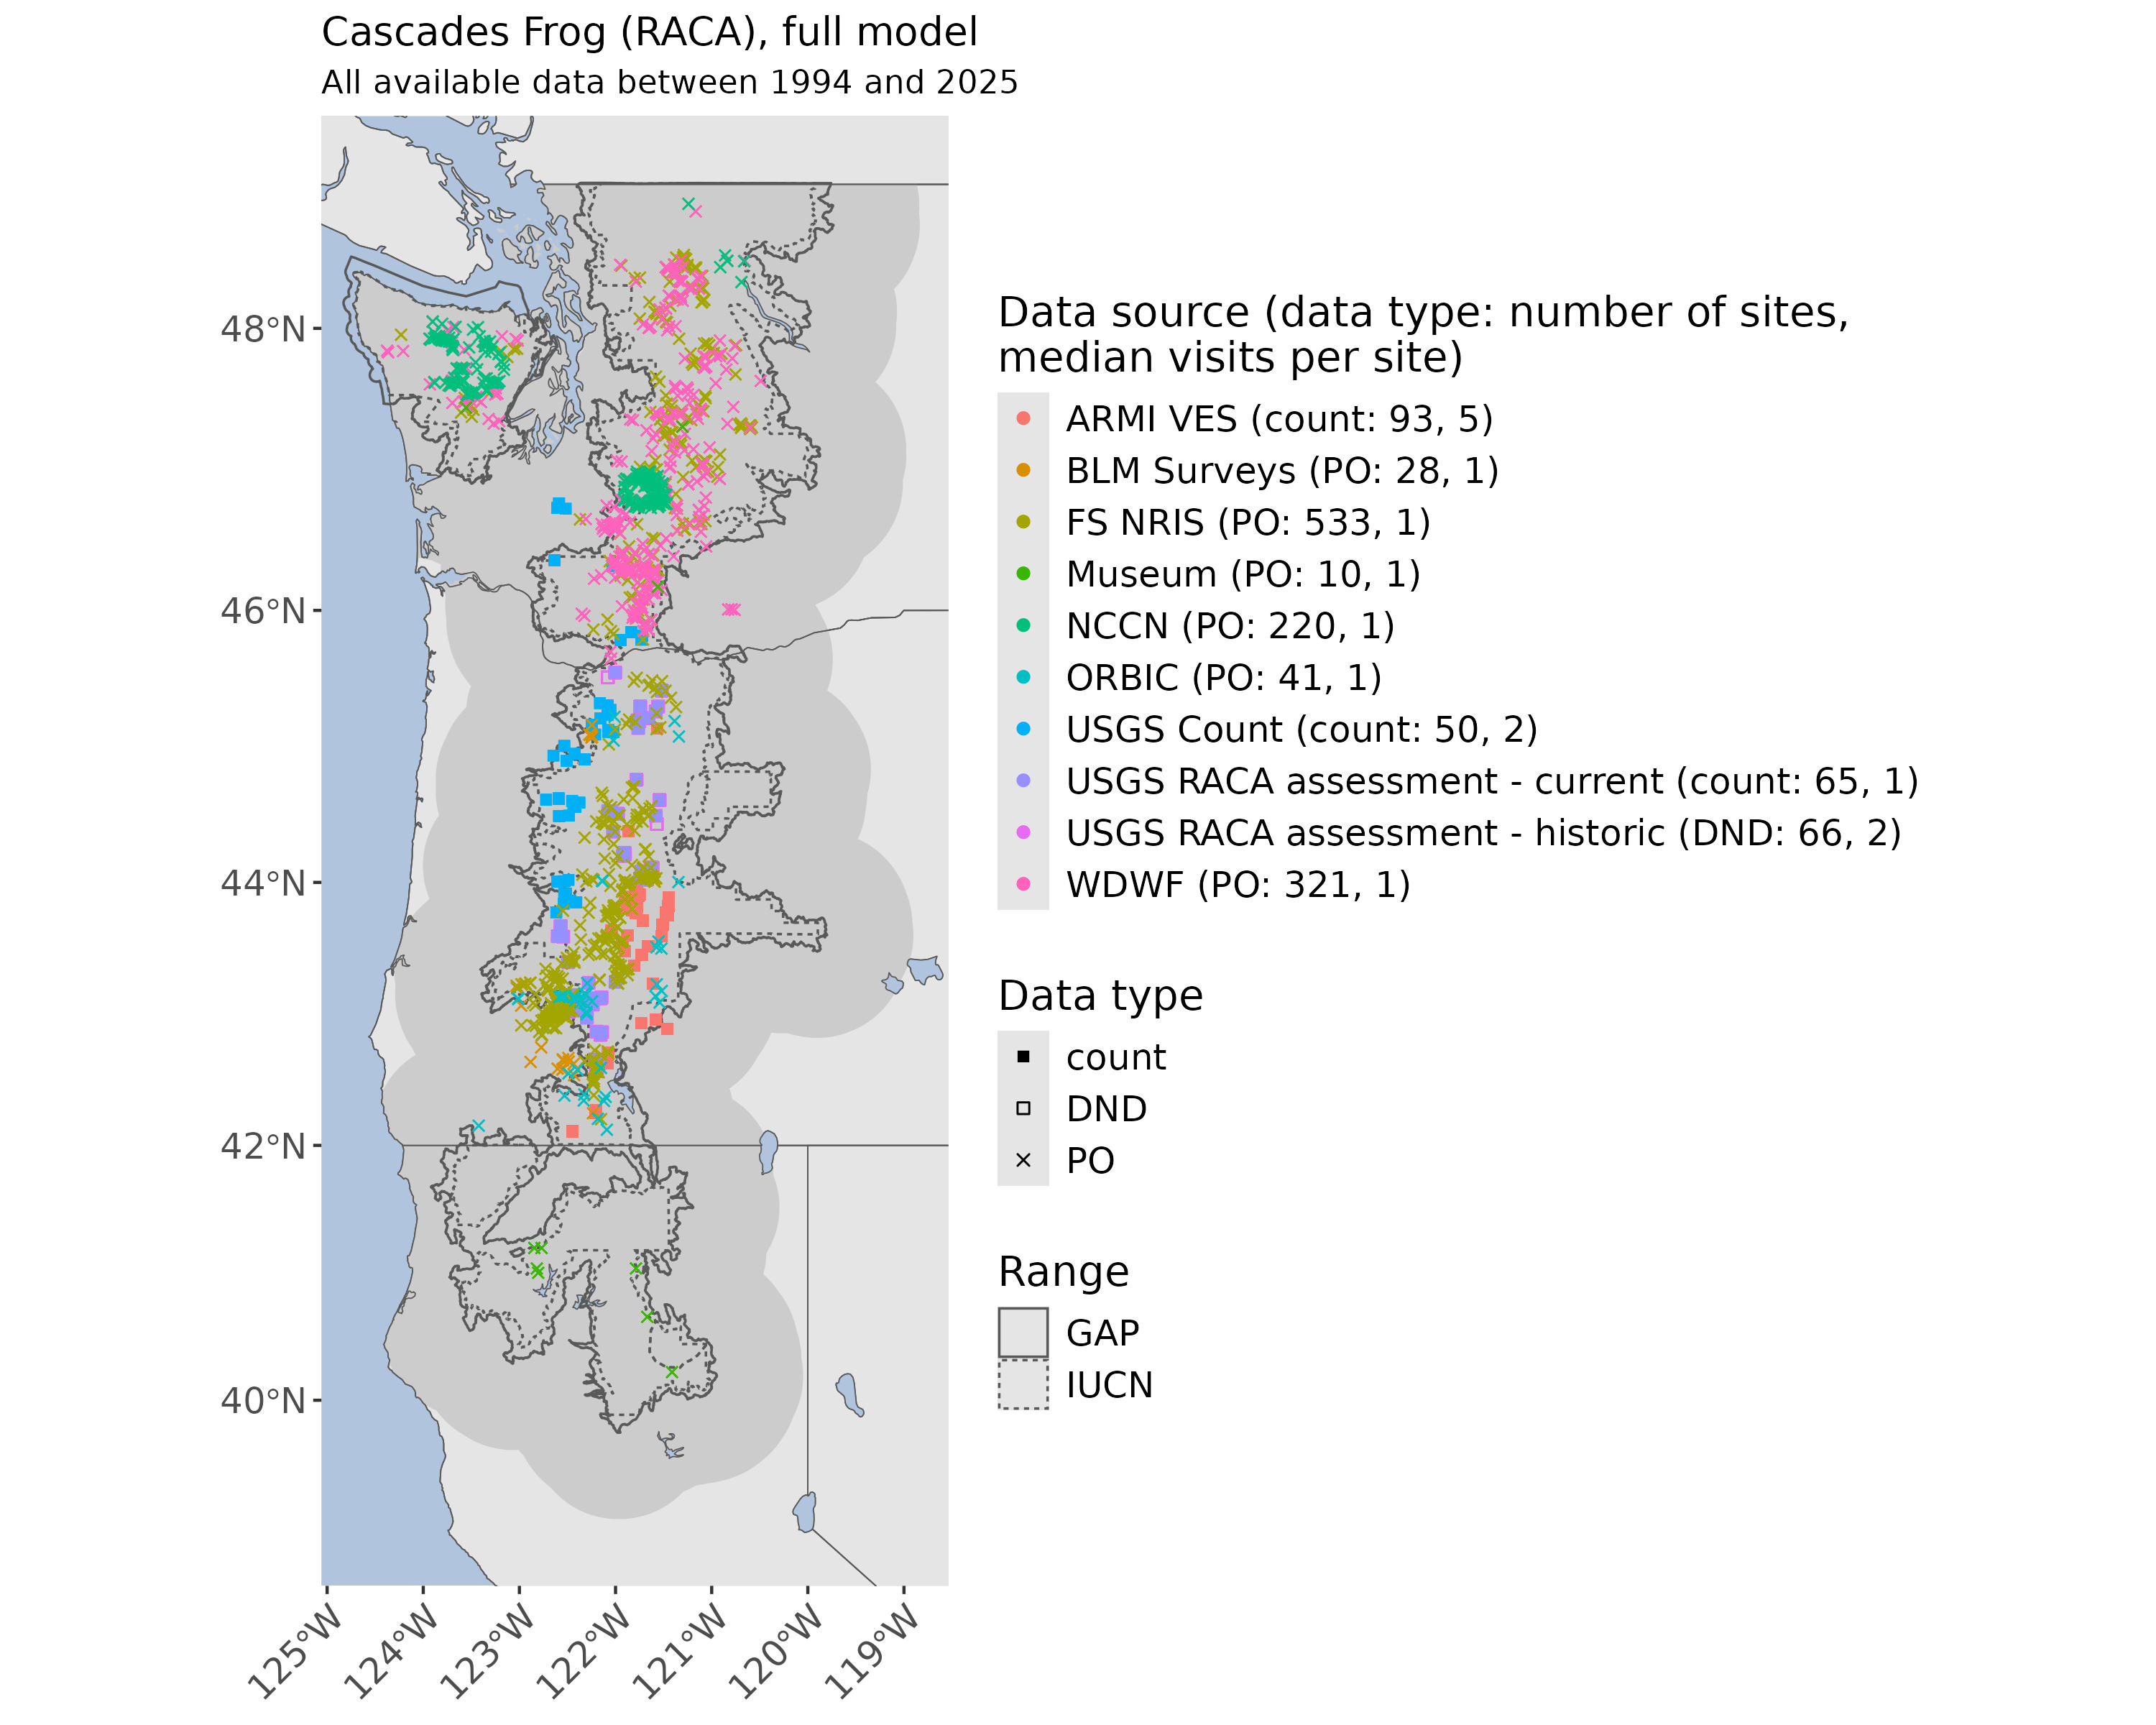 Cascades Frog (RACA), full model
All available data between 1994 and 2025
48°N
46°N
44°N
42°N
40°N
125°W
124°W
123°W
122°W
121°W
120°W
119°W
Data source (data type: number of sites,
median visits per site)
ARMI VES (count: 93, 5)
BLM Surveys (PO: 28, 1)
FS NRIS (PO: 533, 1)
Museum (PO: 10, 1)
NCCN (PO: 220, 1)
ORBIC (PO: 41, 1)
USGS Count (count: 50, 2)
USGS RACA assessment - current (count: 65, 1)
USGS RACA assessment - historic (DND: 66, 2)
WDWF (PO: 321, 1)
Data type
count
DND
PO
Range
GAP
IUCN